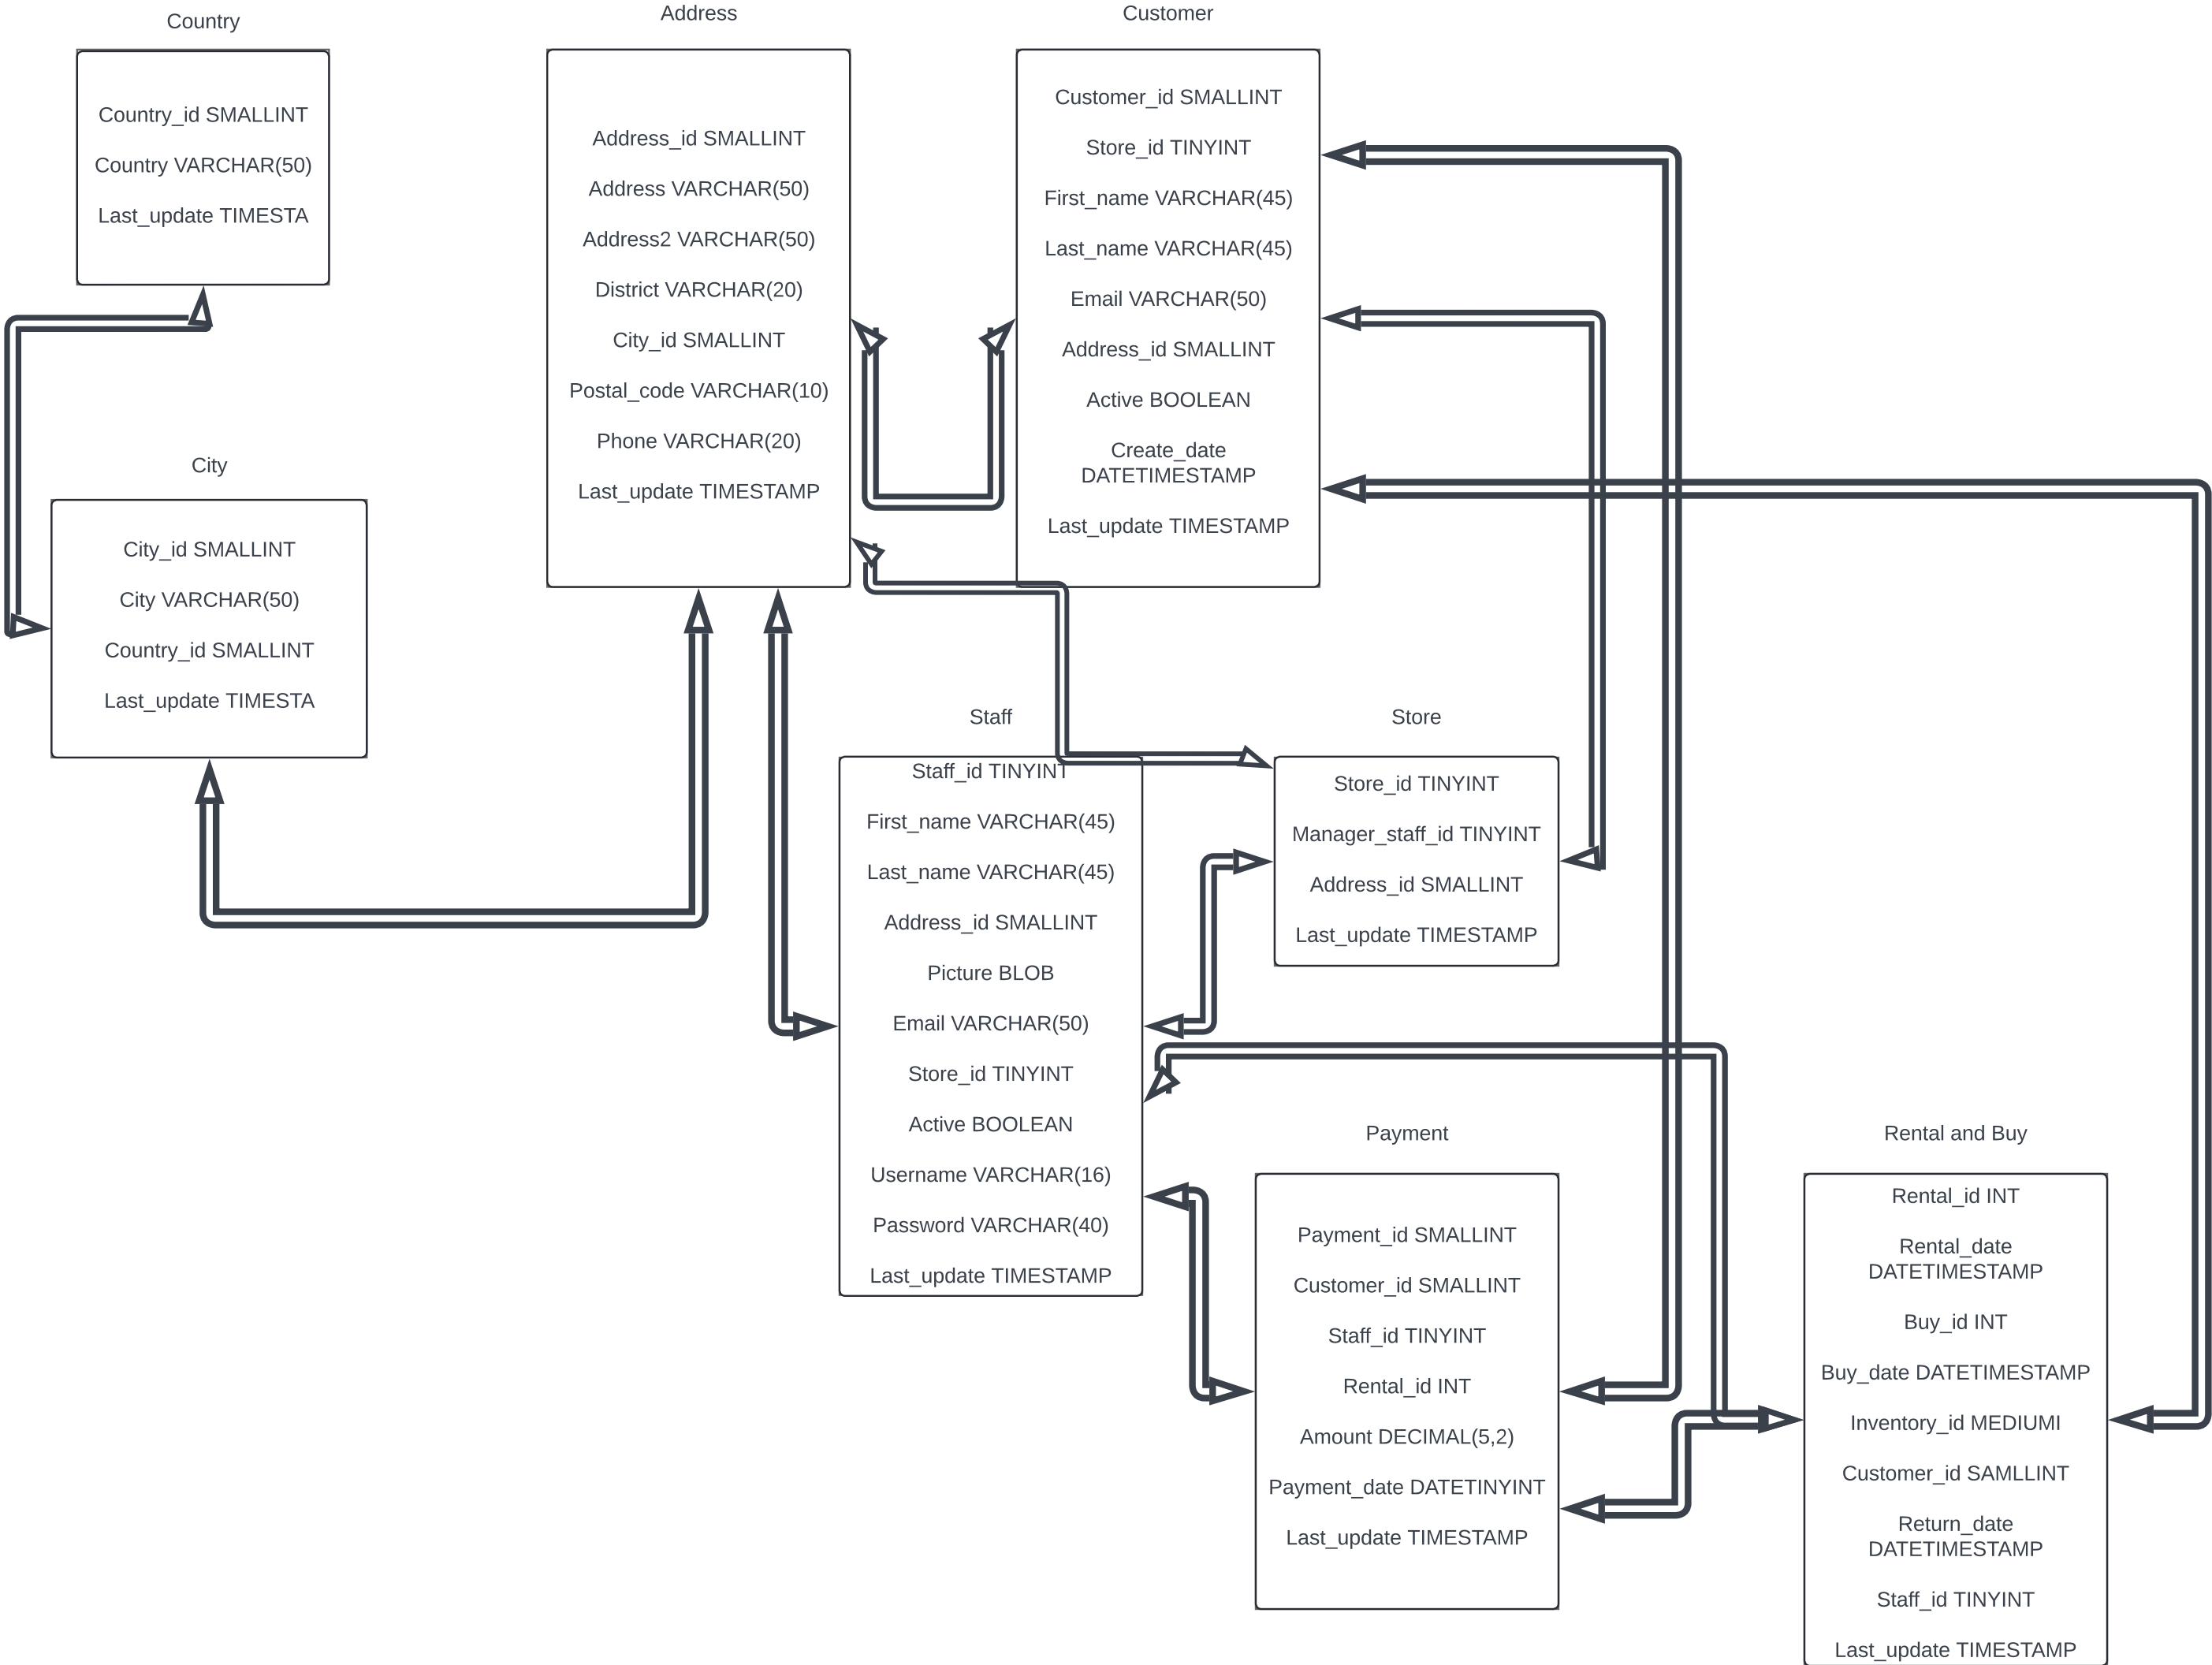 Country
Country_id SMALLINT
Country VARCHAR(50)
Last_update TIMESTA
City
City_id SMALLINT
City VARCHAR(50)
Country_id SMALLINT
Last_update TIMESTA
Address
Address_id SMALLINT
Address VARCHAR(50)
Address2 VARCHAR(50)
District VARCHAR(20)
City_id SMALLINT
Postal_code VARCHAR(10)
Phone VARCHAR(20)
Last_update TIMESTAMP
Customer
Customer_id SMALLINT
Store_id TINYINT
First_name VARCHAR(45)
Last_name VARCHAR(45)
Email VARCHAR(50)
Address_id SMALLINT
Active BOOLEAN
Create_date
DATETIMESTAMP
Last_update TIMESTAMP
Staff
Staff_id TINYINT
First_name VARCHAR(45)
Last_name VARCHAR(45)
Address_id SMALLINT
Picture BLOB
Email VARCHAR(50)
Store_id TINYINT
Active BOOLEAN
Username VARCHAR(16)
Password VARCHAR(40)
Last_update TIMESTAMP
Store
Store_id TINYINT
Manager_staff_id TINYINT
Address_id SMALLINT
Last_update TIMESTAMP
Payment
Payment_id SMALLINT
Customer_id SMALLINT
Staff_id TINYINT
Rental_id INT
Amount DECIMAL(5,2)
Payment_date DATETINYINT
Last_update TIMESTAMP
Rental and Buy
Rental_id INT
Rental_date
DATETIMESTAMP
Buy_id INT
Buy_date DATETIMESTAMP
Inventory_id MEDIUMI
Customer_id SAMLLINT
Return_date
DATETIMESTAMP
Staff_id TINYINT
Last_update TIMESTAMP